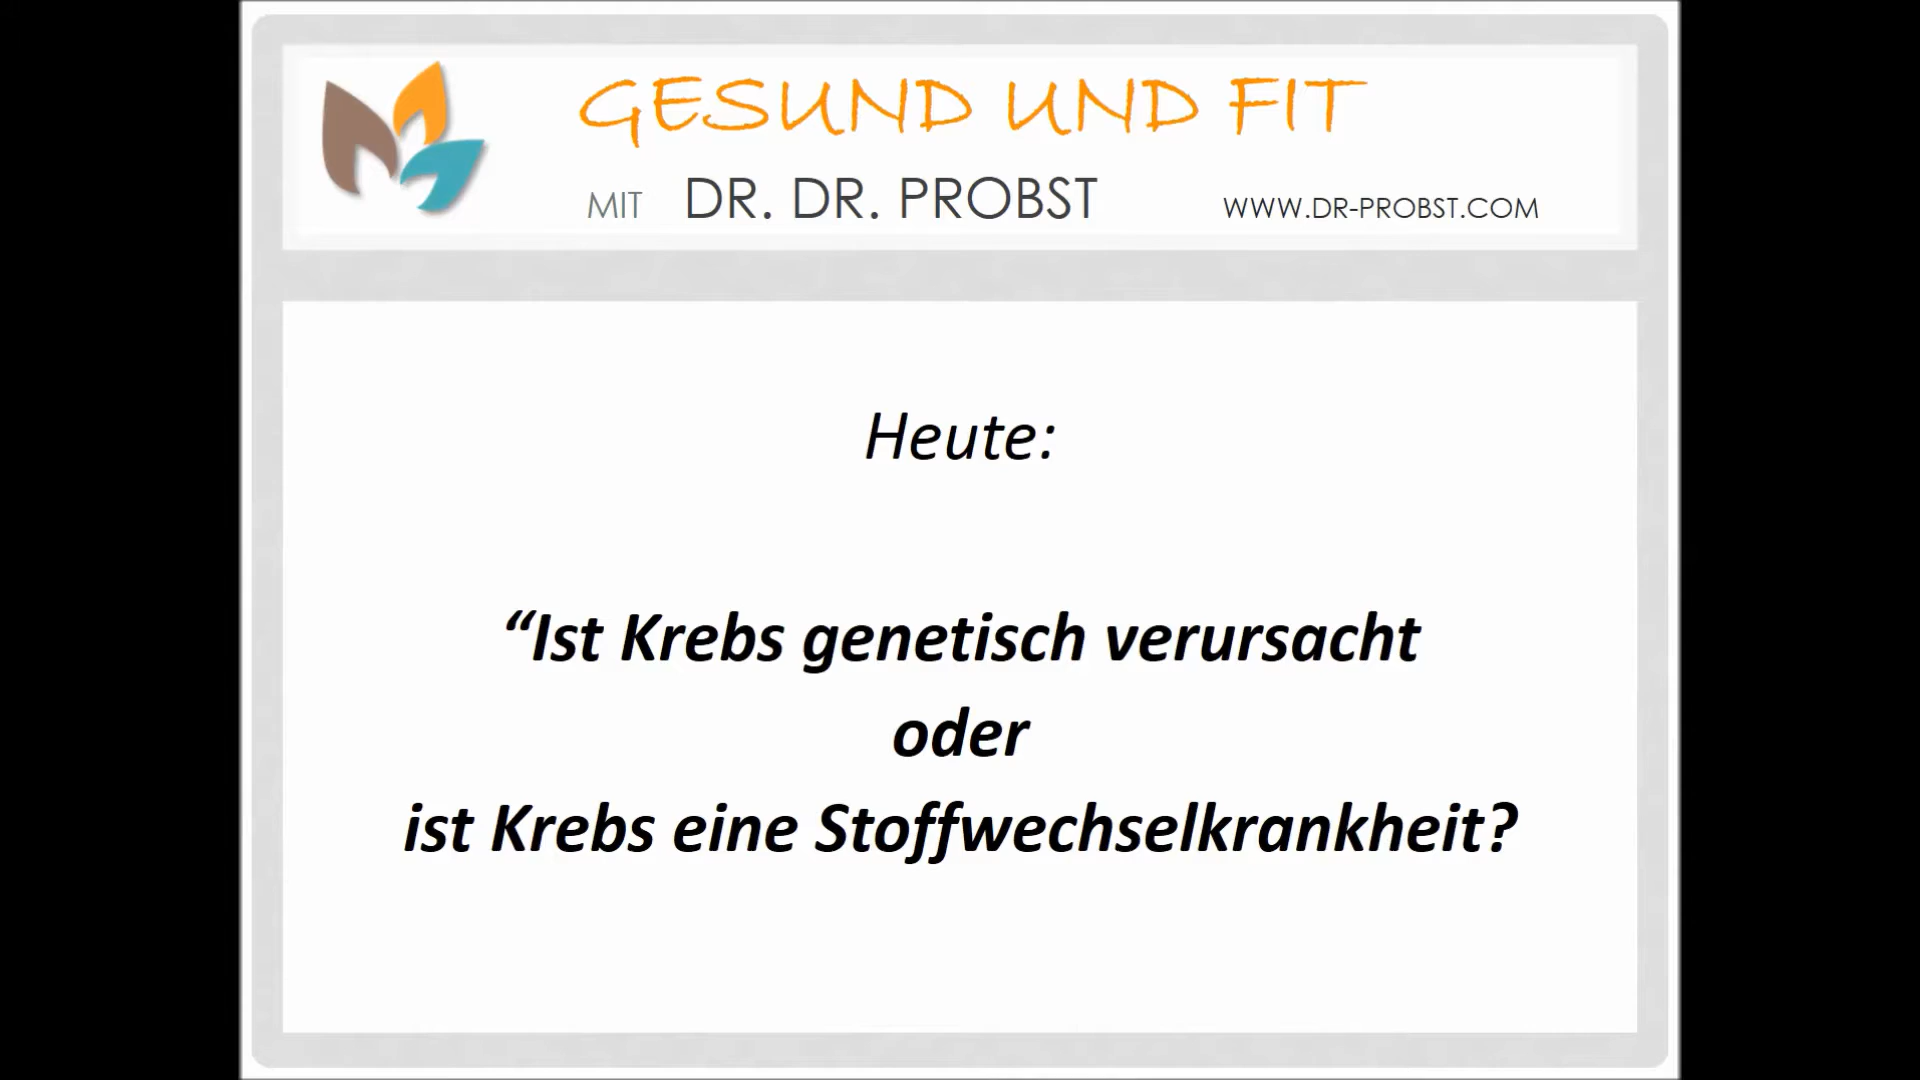 GESUND UND FIT
MIT DR. DR. PROBST WWW.DR-PROBST.COM
Heute:
“Ist Krebs genetisch verursacht
oder
ist Krebs eine Stoffwechselkrankheit?